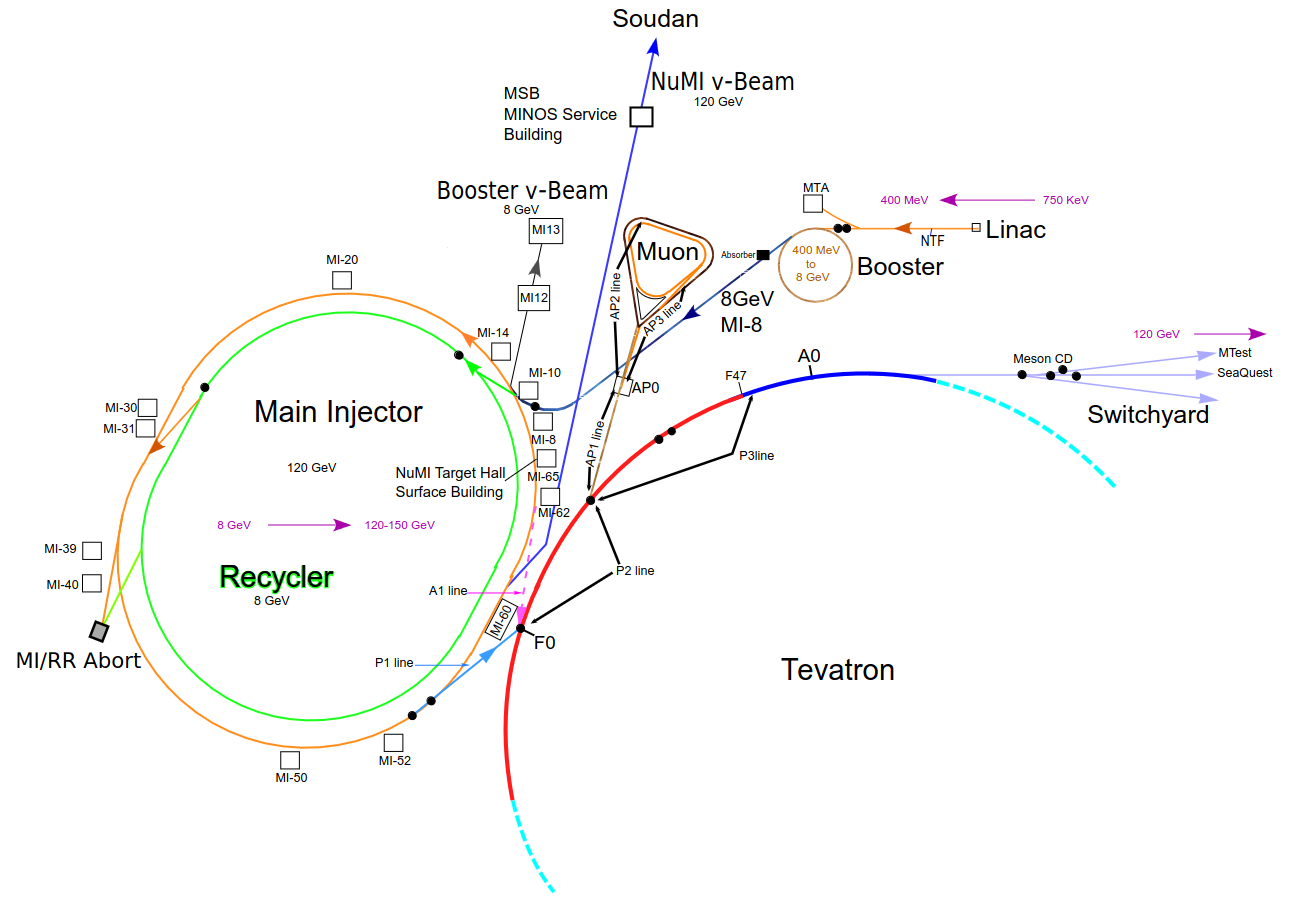 Soudan
NuMI v-Beam
120 GeV
MSB
MINOS Service
Building
Booster v-Beam
8 GeV
MI13
MI12
MTA
400 MeV
750 KeV
Linac
NTF
Muon
Absorber
400 MeV
to
8 GeV
Booster
AP2 line
AP3 line
8GeV
MI-8
MI-20
MI-14
MI-10
AP0
F47
A0
120 GeV
Meson CD
MTest
SeaQuest
Switchyard
MI-30
MI-31
Main Injector
MI-8
AP1 line
P3line
120 GeV
NuMI Target Hall
Surface Building
MI-65
MI-62
8 GeV
120-150 GeV
MI-39
MI-40
Recycler
8 GeV
A1 line
P2 line
MI-60
F0
MI/RR Abort
P1 line
Tevatron
MI-52
MI-50